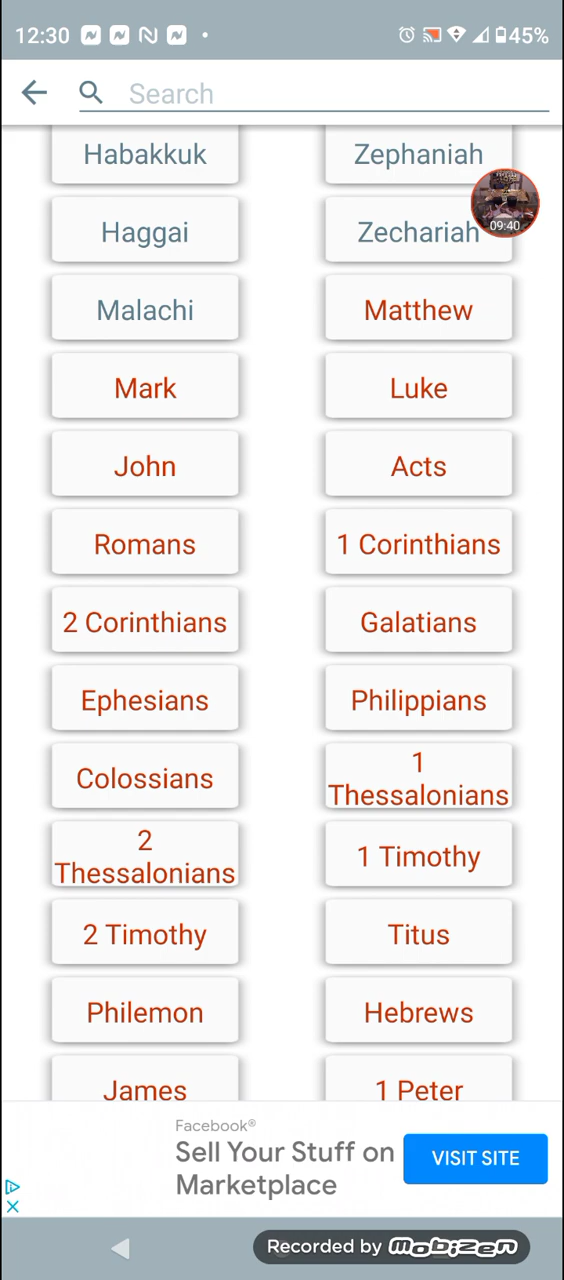 12:30 45%
Search
Habakkuk Zephaniah
Haggai Zechariah
09:40
Malachi Matthew
Mark Luke
John Acts
Romans 1 Corinthians
2 Corinthians Galatians
Ephesians Philippians
Colossians 1 Thessalonians
2 Thessalonians 1 Timothy
2 Timothy Titus
Philemon Hebrews
James 1 Peter
Facebook®
Sell Your Stuff on
Marketplace
VISIT SITE
Recorded by mobizen